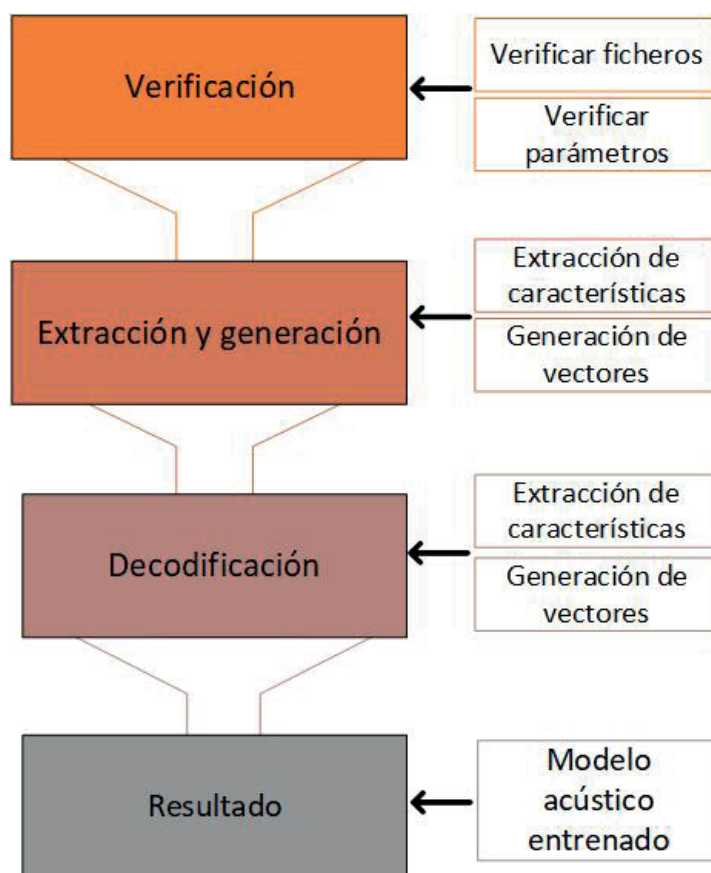 Verificación
Verificar ficheros
Verificar
parámetros
Extracción y generación
Extracción de
características
Generación de
vectores
Decodificación
Extracción de
características
Generación de
vectores
Resultado
Modelo
acústico
entrenado